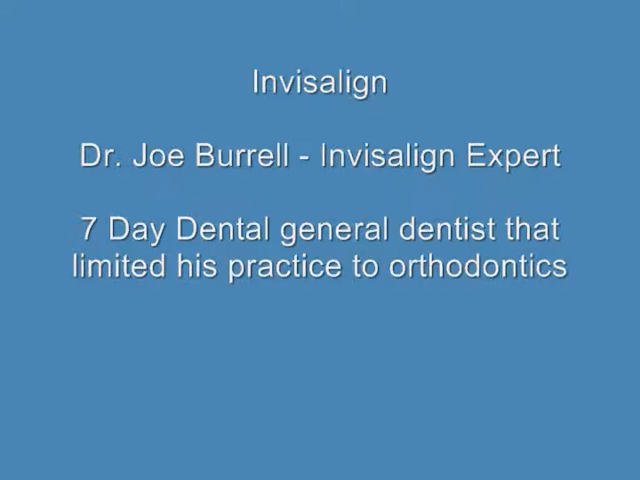 Invisalign
Dr. Joe Burrell - Invisalign Expert
7 Day Dental general dentist that
limited his practice to orthodontics